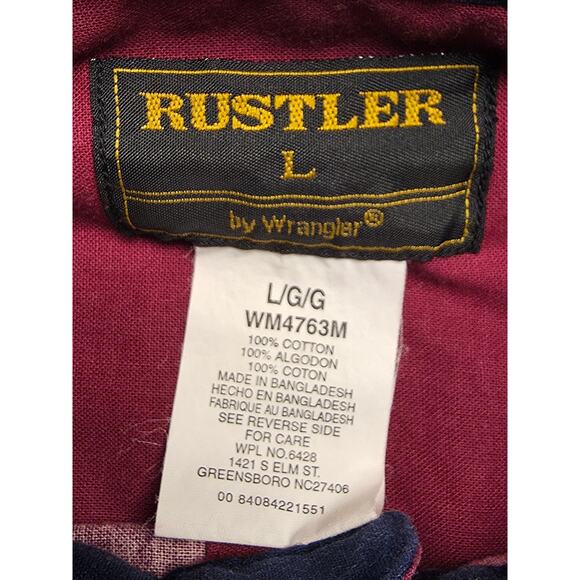 RUSTLER
L
by Wrangler®
L/G/G
WM4763M
100% COTTON
100% ALGODON
100% COTON
MADE IN BANGLADESH
HECHO EN BANGLADESH
FABRIQUE AU BANGLADESH
SEE REVERSE SIDE
FOR CARE
WPL NO.6428
1421 S ELM ST.
GREENSBORO NC27406
00 84084221551